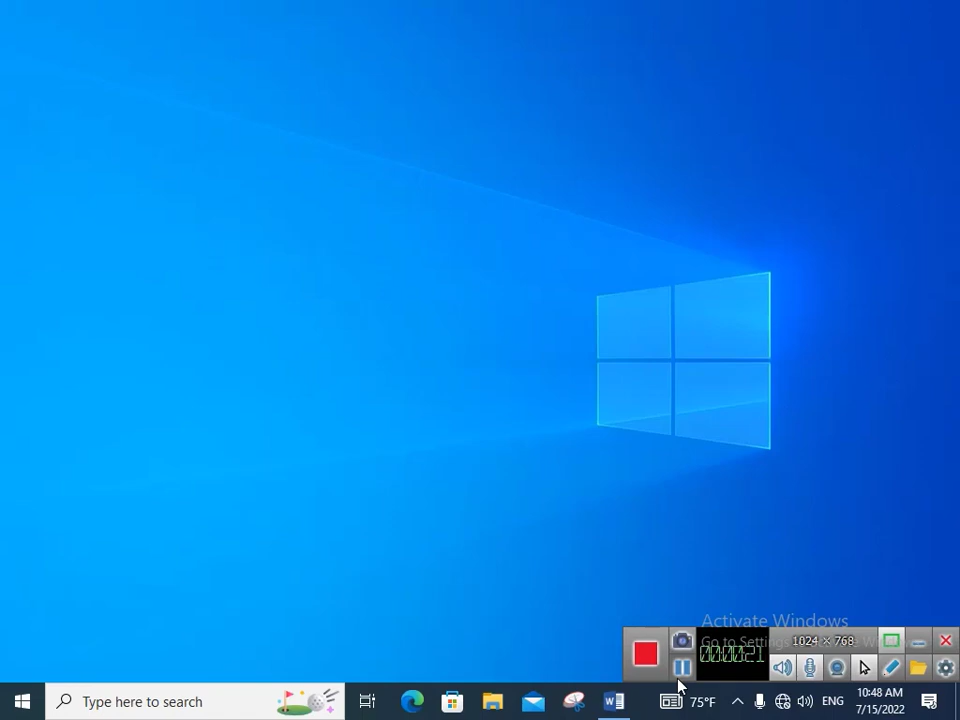 Activate Windows
Go to Settings
1024 × 768
00:00:21
Type here to search
W
75°F
ENG
10:48 AM
7/15/2022